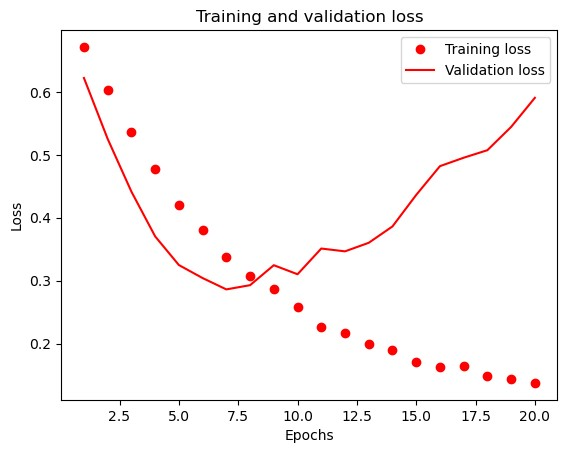 Training and validation loss
Training loss
Validation loss
0.6
0.5
0.4
0.3
0.2
Loss
2.5 5.0 7.5 10.0 12.5 15.0 17.5 20.0
Epochs